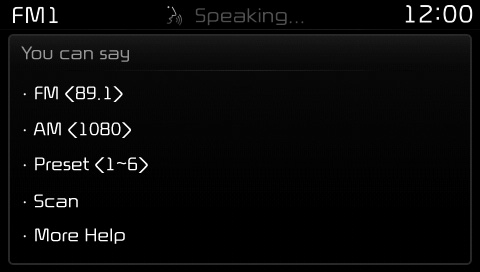 FM1 Speaking... 12:00
You can say
· FM <89.1>
· AM <1080>
· Preset <1~6>
· Scan
· More Help